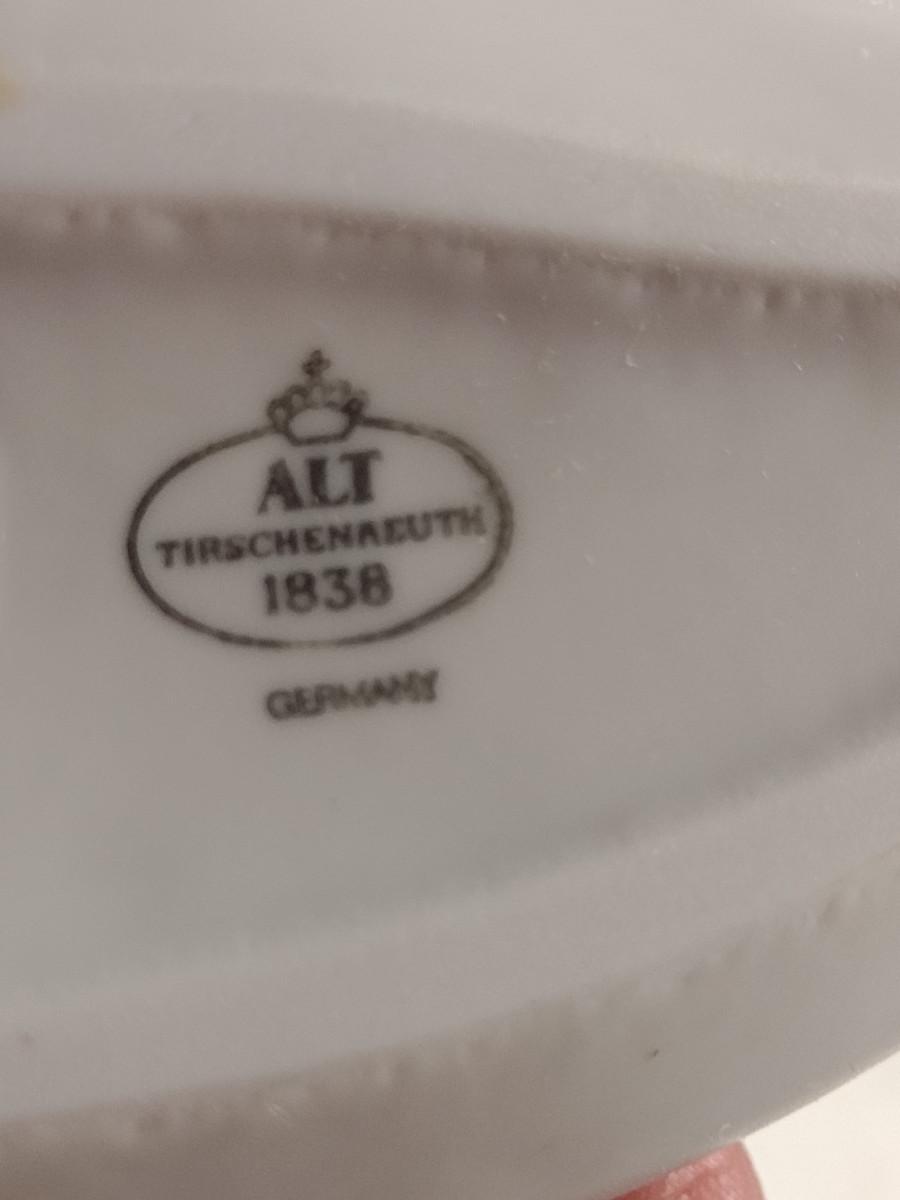 ALT
TIRSCHENREUTH
1838
GERMANY